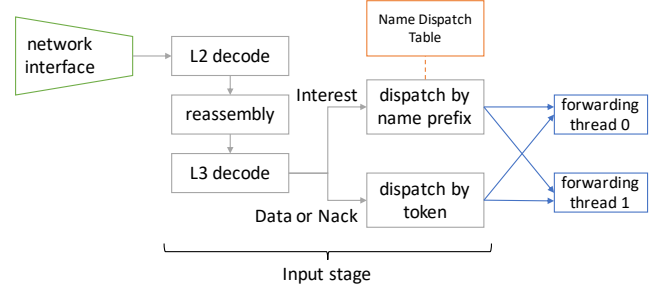 network
interface
L2 decode
reassembly
L3 decode
Interest
Data or Nack
Name Dispatch
Table
dispatch by
name prefix
dispatch by
token
forwarding
thread 0
forwarding
thread 1
Input stage